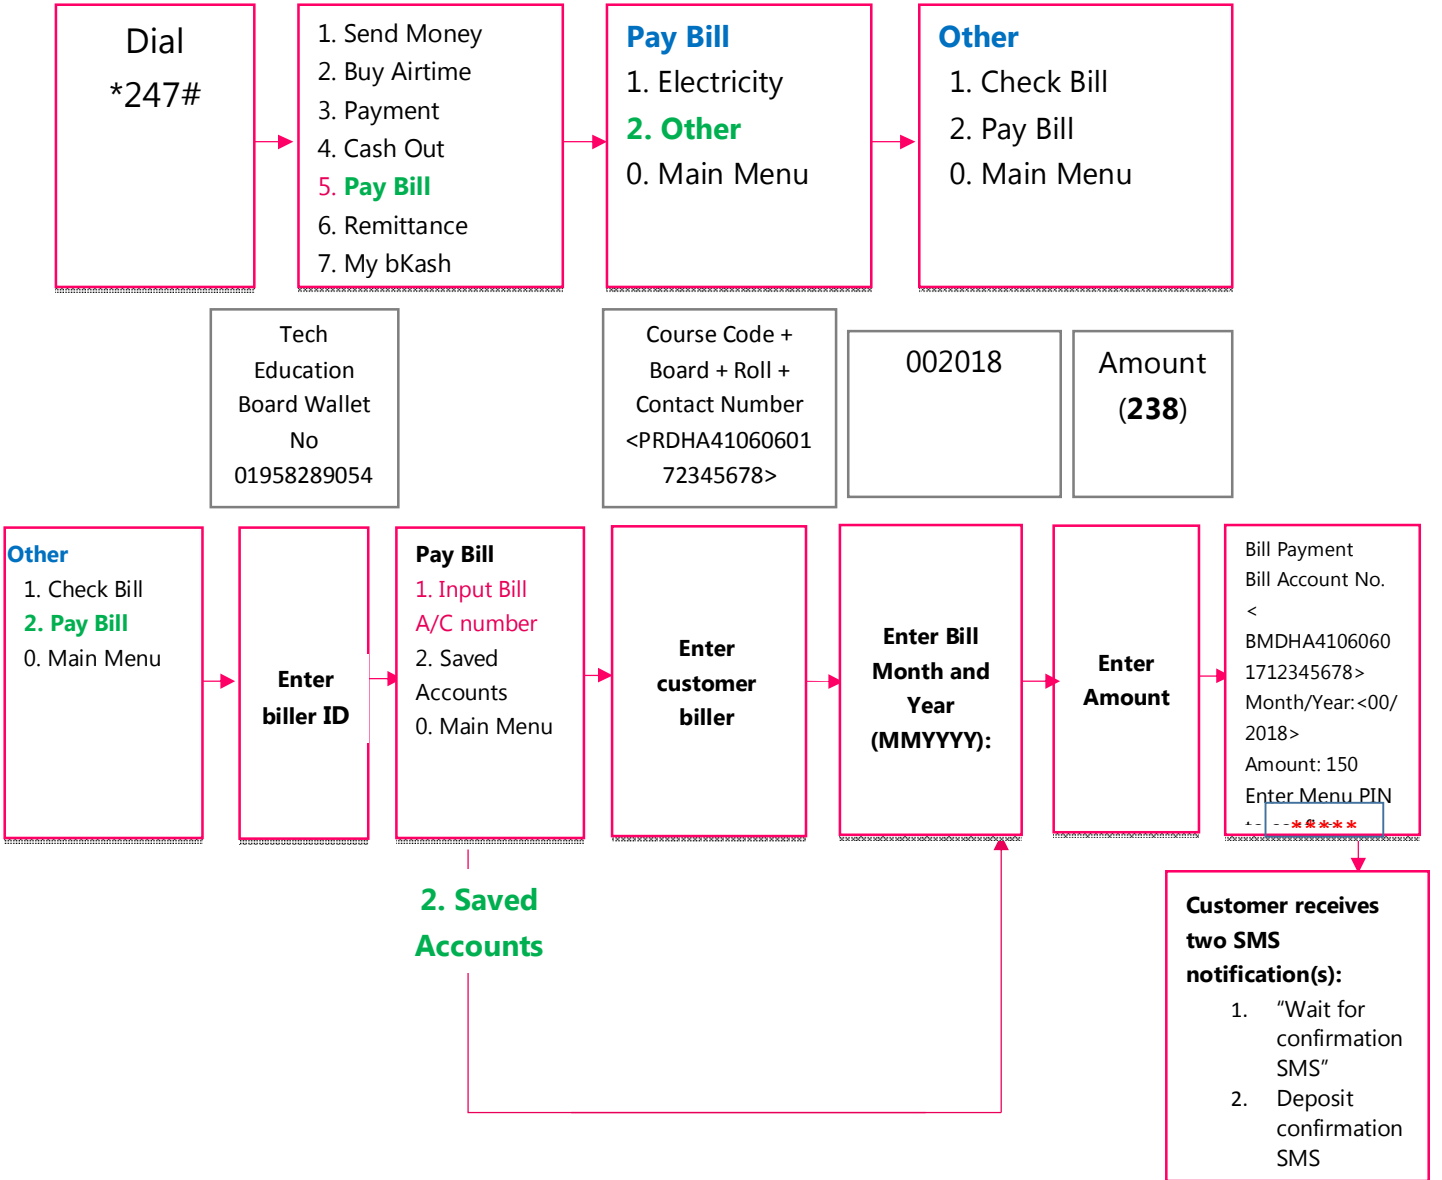 Dial
*247#
1. Send Money
2. Buy Airtime
3. Payment
4. Cash Out
5. Pay Bill
6. Remittance
7. My bKash
Pay Bill
1. Electricity
2. Other
0. Main Menu
Other
1. Check Bill
2. Pay Bill
0. Main Menu
Tech
Education
Board Wallet
No
01958289054
Course Code +
Board + Roll +
Contact Number
<PRDHA41060601
72345678>
002018
Amount
(238)
Other
1. Check Bill
2. Pay Bill
0. Main Menu
Enter
biller ID
Pay Bill
1. Input Bill
A/C number
2. Saved
Accounts
0. Main Menu
Enter
customer
biller
Enter Bill
Month and
Year
(MMYYYY):
Enter
Amount
Bill Payment
Bill Account No.
<
BMDHA4106060
1712345678>
Month/Year:<00/
2018>
Amount: 150
Enter Menu PIN
*****
2. Saved
Accounts
Customer receives
two SMS
notification(s):
1. “Wait for
confirmation
SMS”
2. Deposit
confirmation
SMS